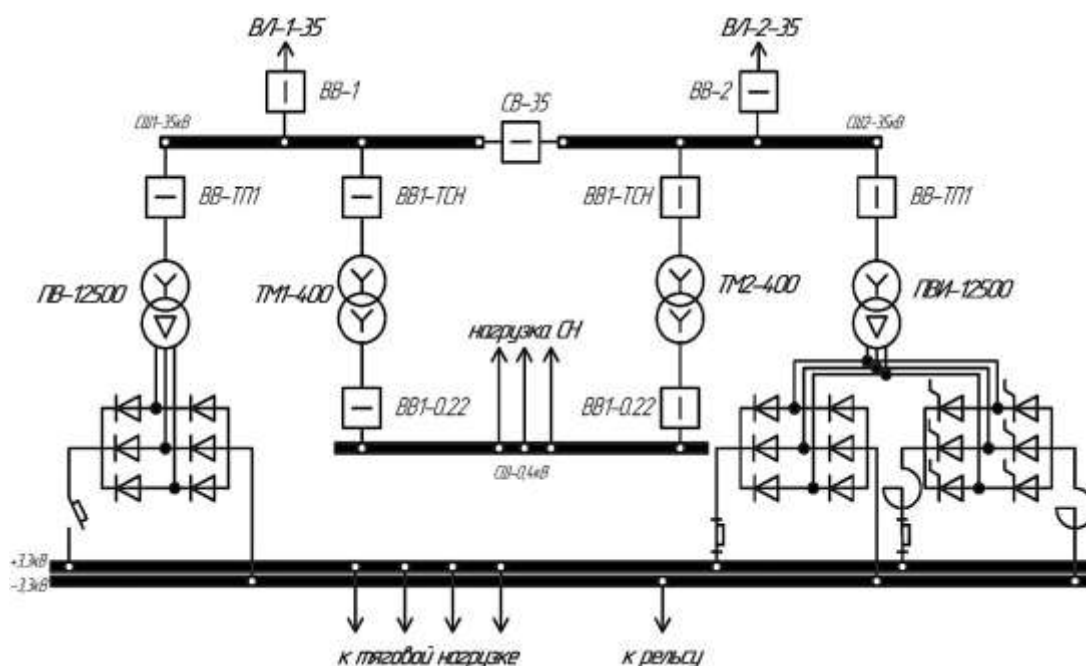 ВЛ-1-35
ВЛ-2-35
ВВ-1
СВ-35
ВВ-2
СШ1-35кВ
СШ2-35кВ
ВВ-ТП1
ВВ1-ТСН
ВВ1-ТСН
ВВ-ТП1
ПВ-12500
ТМ1-400
ТМ2-400
ПВИ-12500
нагрузка СН
ВВ1-0.22
ВВ1-0.22
СШ-0,4кВ
+3.3кВ
-3,3кВ
к тяговой нагрузке
к рельсу